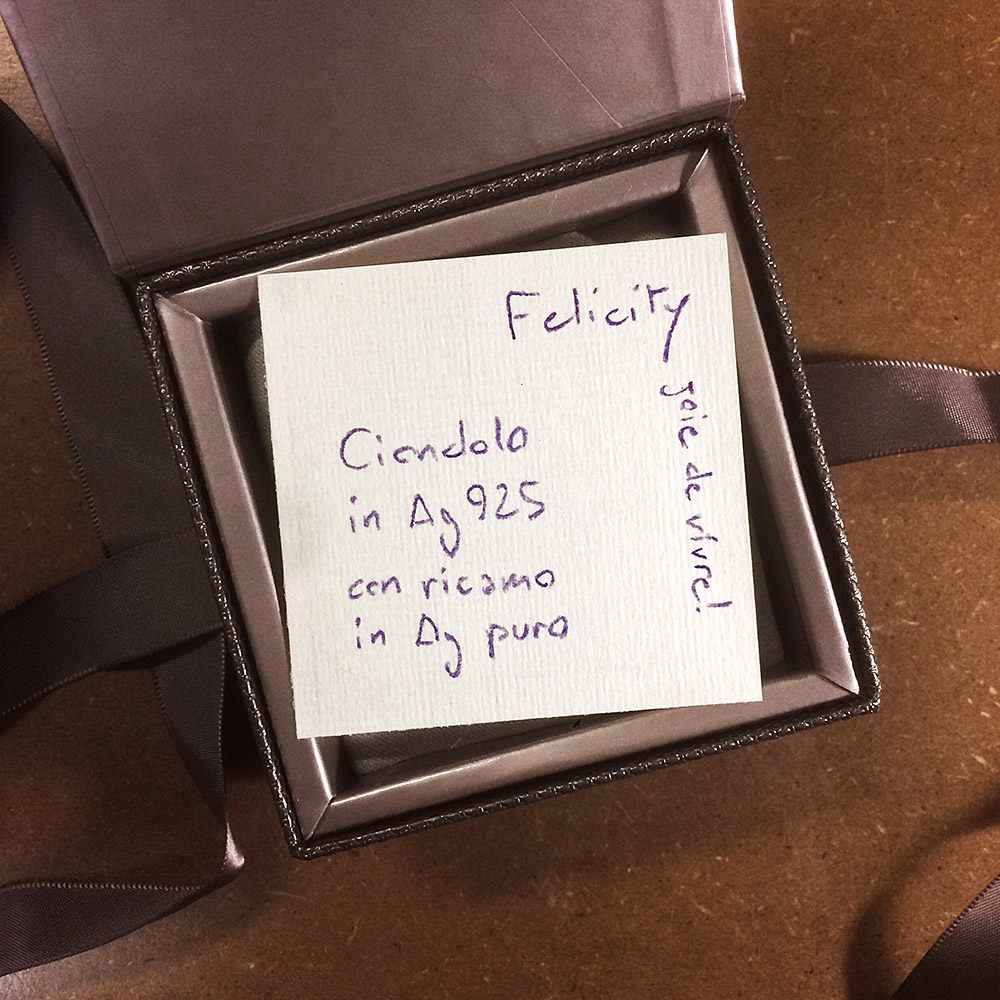 Felicity
joie de vivre!
Ciondolo
in Ag 925
con ricamo
in Ag puro